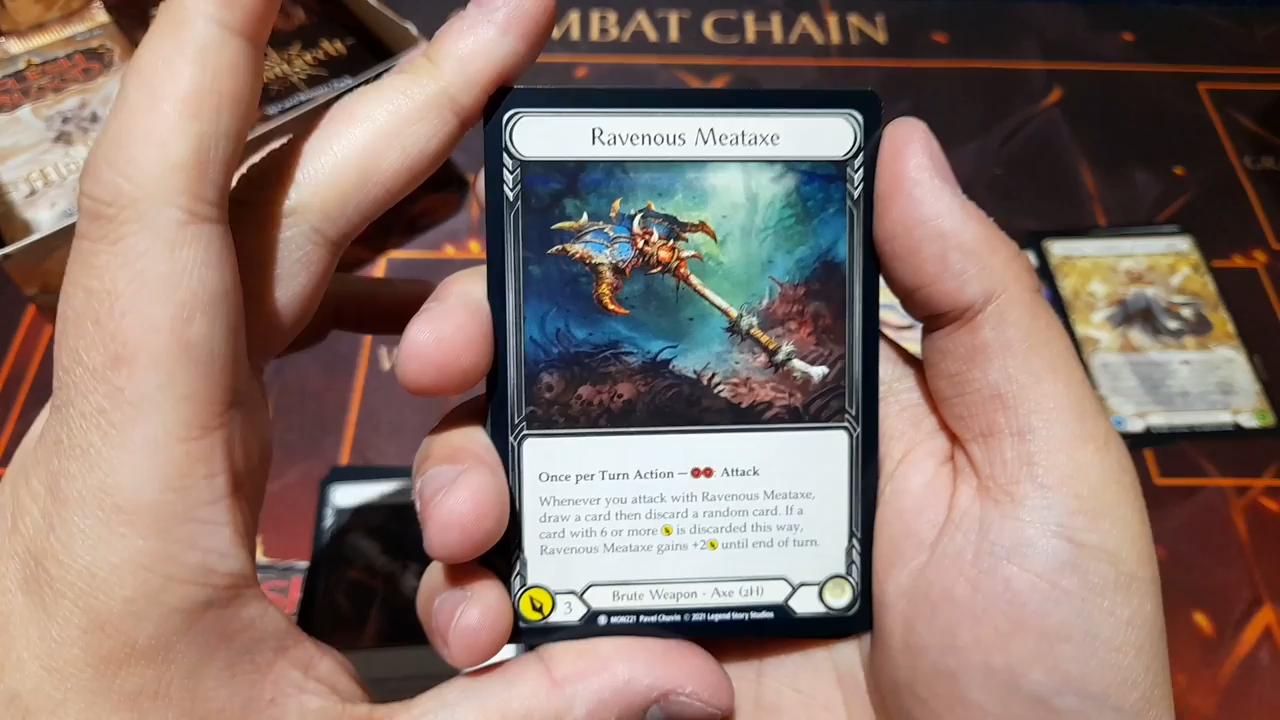 MBAT CHAIN
FLESH
Ravenous Meataxe
Once per Turn Action — : Attack
Whenever you attack with Ravenous Meataxe,
draw a card then discard a random card. If a
card with 6 or more is discarded this way,
Ravenous Meataxe gains +2 until end of turn.
3
Brute Weapon - Axe (2H)
MON221 Pavel Chuvin © 2021 Legend Story Studios